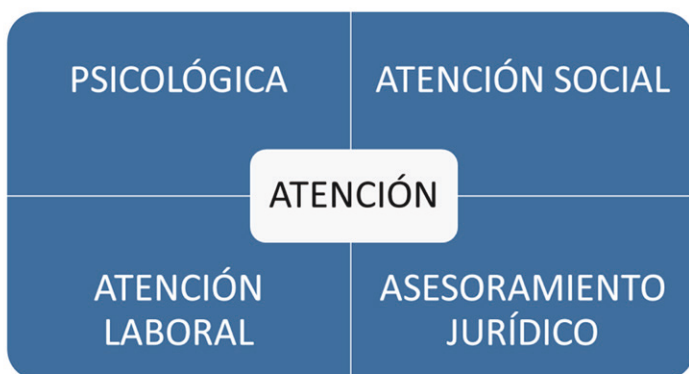 PSICOLÓGICA
ATENCIÓN SOCIAL
ATENCIÓN
ATENCIÓN
LABORAL
ASESORAMIENTO
JURÍDICO